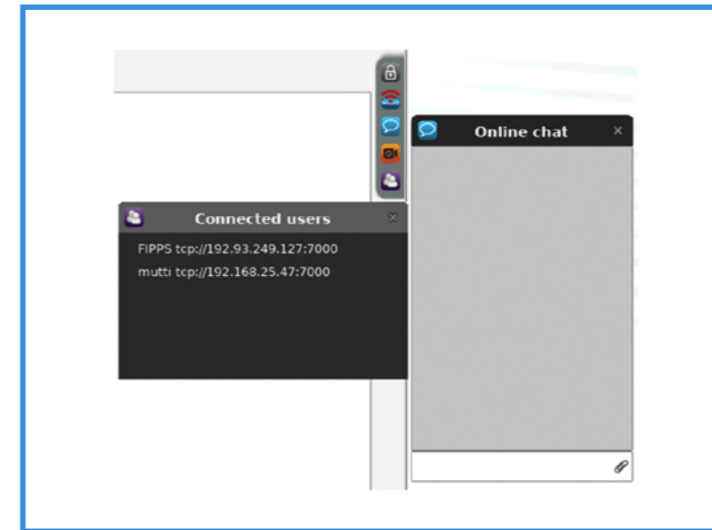 Online chat ×
Connected users ×
FIPPS tcp://192.93.249.127:7000
mutti tcp://192.168.25.47:7000